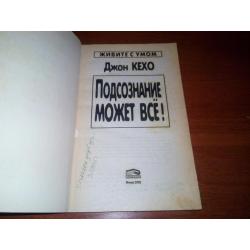 ЖИВИТЕ С УМОМ
Джон КЕХО
ПОДСОЗНАНИЕ
МОЖЕТ ВСЁ!